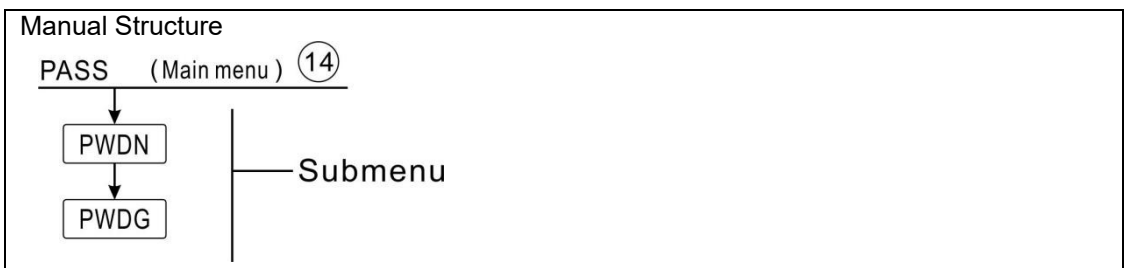 Manual Structure
PASS (Main menu) 14
PWDN
Submenu
PWDG